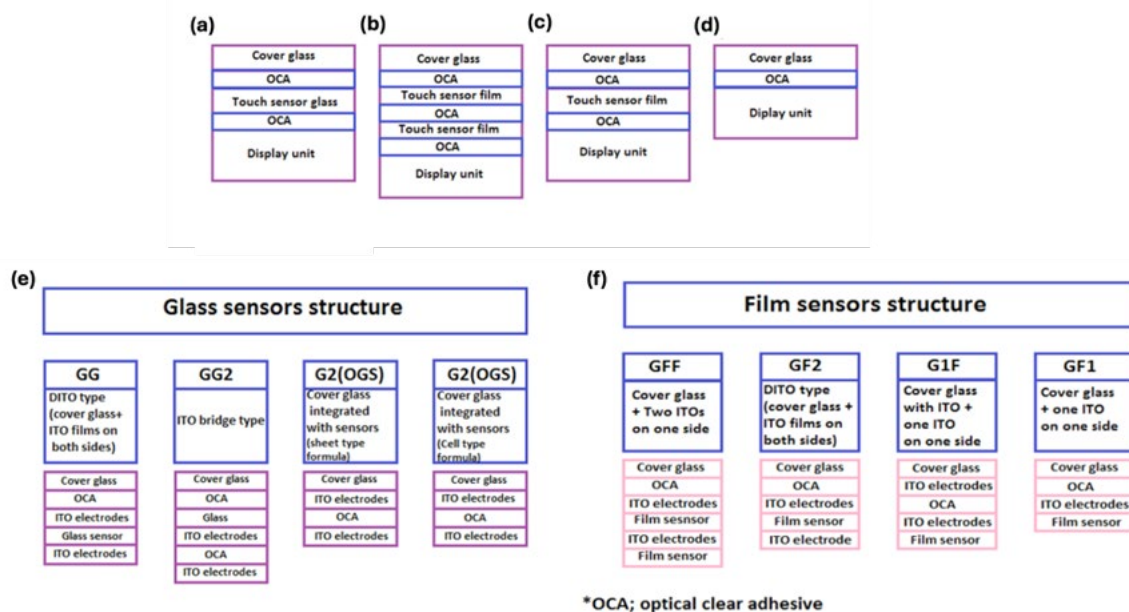 (a)
Cover glass
OCA
Touch sensor glass
OCA
Display unit
(b)
Cover glass
OCA
Touch sensor film
OCA
Touch sensor film
OCA
Display unit
(c)
Cover glass
OCA
Touch sensor film
OCA
Display unit
(d)
Cover glass
OCA
Diplay unit
(e)
Glass sensors structure
GG
DITO type
(cover glass+
ITO films on
both sides)
Cover glass
OCA
ITO electrodes
Glass sensor
ITO electrodes
GG2
ITO bridge type
Cover glass
OCA
Glass
ITO electrodes
OCA
ITO electrodes
G2(OGS)
Cover glass
integrated
with sensors
(sheet type
formula)
Cover glass
ITO electrodes
OCA
ITO electrodes
G2(OGS)
Cover glass
integrated
with sensors
(Cell type
formula)
Cover glass
ITO electrodes
OCA
ITO electrodes
(f)
Film sensors structure
GFF
Cover glass
+ Two ITOs
on one side
Cover glass
OCA
ITO electrodes
Film sesnsor
ITO electrodes
Film sensor
GF2
DITO type
(cover glass +
ITO films on
both sides)
Cover glass
OCA
ITO electrodes
Film sensor
ITO electrode
G1F
Cover glass
with ITO +
one ITO
on one side
Cover glass
ITO electrodes
OCA
ITO electrodes
Film sensor
GF1
Cover glass
+ one ITO
on one side
Cover glass
OCA
ITO electrodes
Film sensor
*OCA; optical clear adhesive